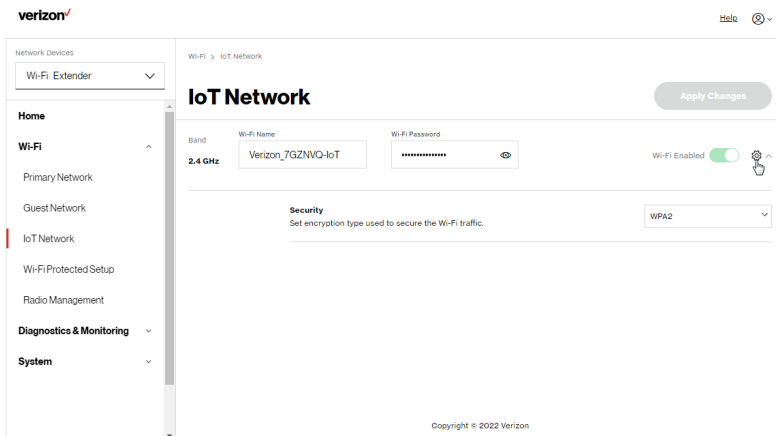 verizon
Help
Network Devices
Wi-Fi Extender
Wi-Fi > IoT Network
IoT Network
Apply Changes
Home
Wi-Fi
Primary Network
Guest Network
IoT Network
Wi-Fi Protected Setup
Radio Management
Diagnostics & Monitoring
System
Band
2.4 GHz
Wi-Fi Name
Verizon_7GZNVQ-IoT
Wi-Fi Password
•••••••••••••••
Wi-Fi Enabled
Security
Set encryption type used to secure the Wi-Fi traffic.
WPA2
Copyright © 2022 Verizon